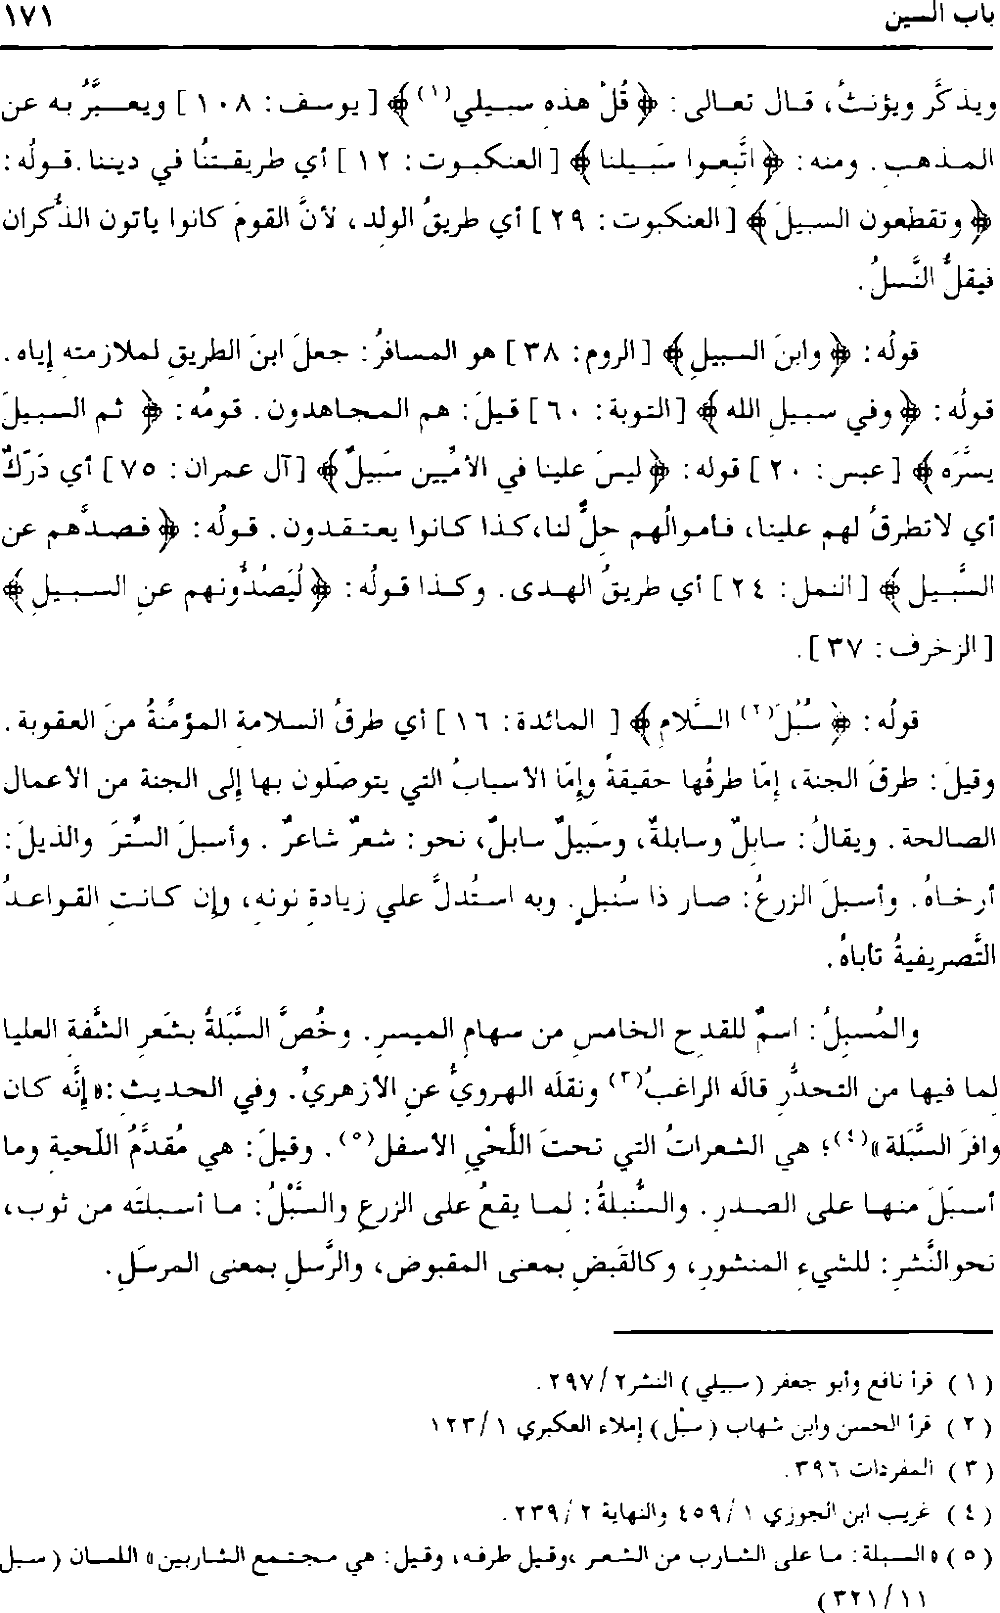 باب السين ١٧١
ويذكَّر ويؤنثُ، قال تعالى: ﴿ قُلْ هذهِ سبيلي(١) ﴾ [ يوسف: ١٠٨ ] ويعبَّرُ به عن
المذهبِ. ومنه: ﴿ اتَّبعوا سَبيلنا ﴾ [ العنكبوت: ١٢ ] أي طريقتنُا في ديننا. قولُه:
﴿ وتقطعون السبيلَ ﴾ [ العنكبوت: ٢٩ ] أي طريقُ الولدِ، لأنَّ القومَ كانوا يأتون الذُّكران
فيقلُّ النَّسلُ.
قولُه: ﴿ وابنَ السبيلِ ﴾ [ الروم: ٣٨ ] هو المسافرُ: جعلَ ابنَ الطريقِ لملازمته إياه.
قولُه: ﴿ وفي سبيلِ الله ﴾ [ التوبة: ٦٠ ] قيلَ: هم المجاهدون. قومُه: ﴿ ثم السبيلَ
يسَّرَه ﴾ [ عبس: ٢٠ ] قوله: ﴿ ليسَ علينا في الأمِّيين سَبيلٌ ﴾ [ آل عمران: ٧٥ ] أي دَرَكٌ
أي لاتطرقُ لهم علينا، فأموالُهم حلٌّ لنا،كذا كانوا يعتقدون. قولُه: ﴿ فصدَّهم عن
السَّبيلِ ﴾ [ النمل: ٢٤ ] أي طريقُ الهدى. وكذا قولُه: ﴿ لَيَصُدُّونهم عنِ السبيلِ ﴾
[ الزخرف: ٣٧ ].
قولُه: ﴿ سُبُلَ(٢) السَّلامِ ﴾ [ المائدة: ١٦ ] أي طرقُ السلامةِ المؤمِّنةُ منَ العقوبة.
وقيلَ: طرقَ الجنة، إمّا طرقُها حقيقةً وإمّا الأسبابُ التي يتوصّلون بها إلى الجنة من الأعمال
الصالحة. ويقالُ: سابلٌ وسابلةٌ، وسَبيلٌ سابلٌ، نحو: شعرٌ شاعرٌ. وأسبلَ السِّترَ والذيلَ:
أرخاهُ. وأسبلَ الزرعُ: صار ذا سُنبلٍ. وبه استُدلَّ علي زيادةِ نونهِ، وإن كانتِ القواعدُ
التَّصريفيةُ تأباهُ.
والمُسبِلُ: اسمٌ للقدحِ الخامسِ من سهامِ الميسرِ. وخُصَّ السَّبَلةُ بشَعرِ الشَّفةِ العليا
لِما فيها من التحدُّرِ قالَه الراغبُ(٣) ونقلَه الهرويُّ عنِ الأزهريِّ. وفي الحديثِ:«إنَّه كان
وافرَ السَّبَلة»(٤)؛ هي الشعراتُ التي تحتَ اللَّحْيِ الأسفل(٥). وقيلَ: هي مُقدَّمُ اللّحية وما
أسبَلَ منها على الصدرِ. والسُّنبلةُ: لِما يقعُ على الزرعِ والسَّبْلُ: ما أسبلتَه من ثوب،
نحو النَّشرِ: للشيءِ المنشورِ، وكالقَبضِ بمعنى المقبوض، والرَّسلِ بمعنى المرسَلِ.
(١) قرأ نافع وأبو جعفر (سبيلي) النشر٢/ ٢٩٧.
(٢) قرأ الحسن وابن شهاب (سبْل) إملاء العكبري ١/ ١٢٣
(٣) المفردات ٣٩٦.
(٤) غريب ابن الجوزي ١/ ٤٥٩ والنهاية ٢/ ٢٣٩.
(٥) «السبلة: ما على الشارب من الشعر ،وقيل طرفه، وقيل: هي مجتمع الشاربين» اللسان (سبل
١١/ ٣٢١)